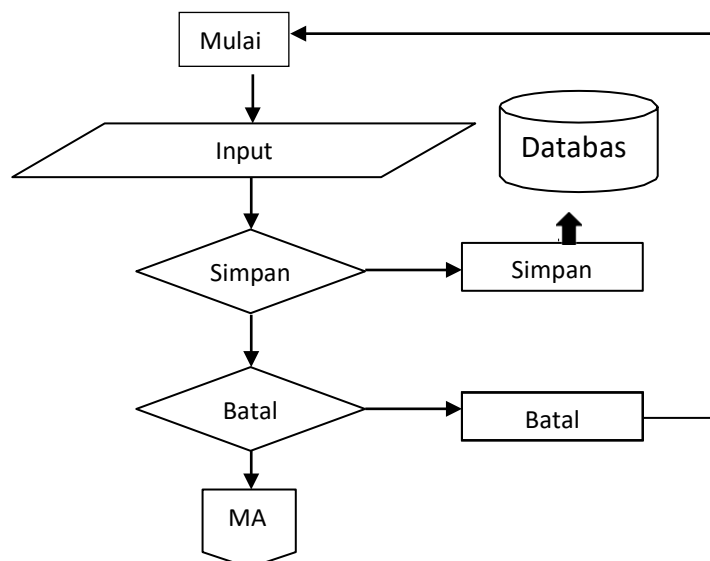 Mulai
Input
Databas
Simpan
Simpan
Batal
Batal
MA